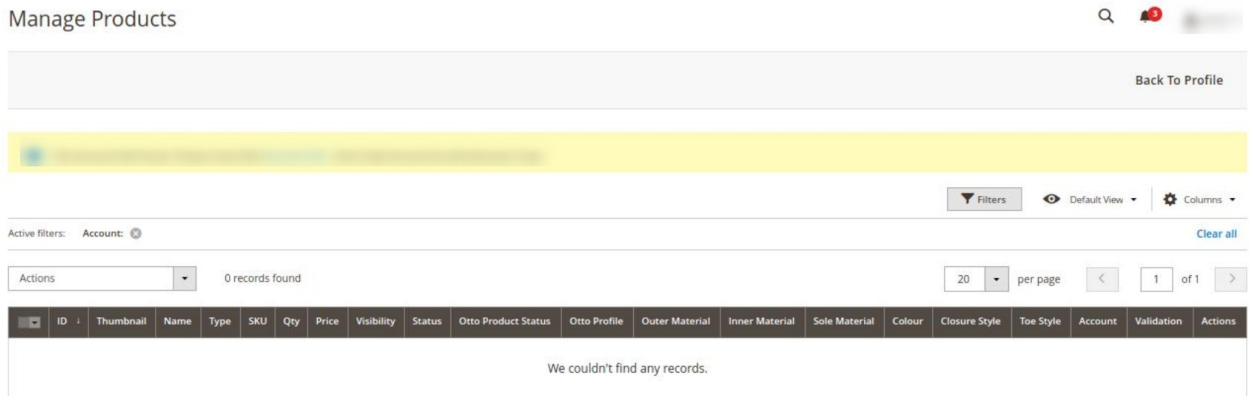 Manage Products
3
Back To Profile
Filters Default View Columns
Active filters: Account: Clear all
Actions 0 records found 20 per page 1 of 1
ID Thumbnail Name Type SKU Qty Price Visibility Status Otto Product Status Otto Profile Outer Material Inner Material Sole Material Colour Closure Style Toe Style Account Validation Actions
We couldn't find any records.